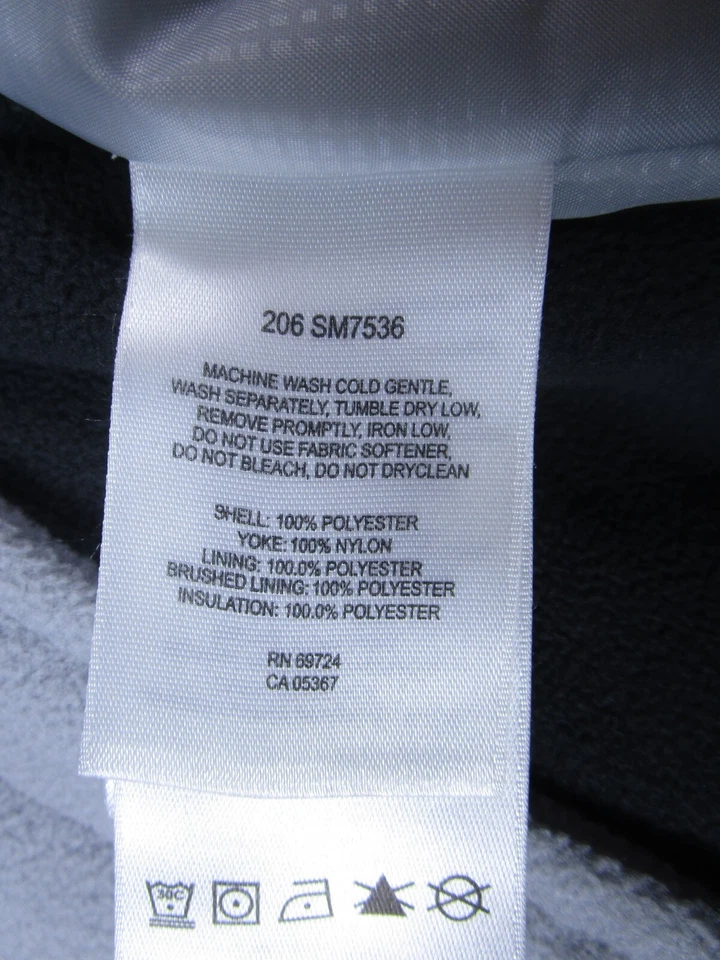 206 SM7536
MACHINE WASH COLD GENTLE,
WASH SEPARATELY, TUMBLE DRY LOW,
REMOVE PROMPTLY, IRON LOW,
DO NOT USE FABRIC SOFTENER,
DO NOT BLEACH, DO NOT DRYCLEAN
SHELL: 100% POLYESTER
YOKE: 100% NYLON
LINING: 100.0% POLYESTER
BRUSHED LINING: 100% POLYESTER
INSULATION: 100.0% POLYESTER
RN 69724
CA 05367
30C